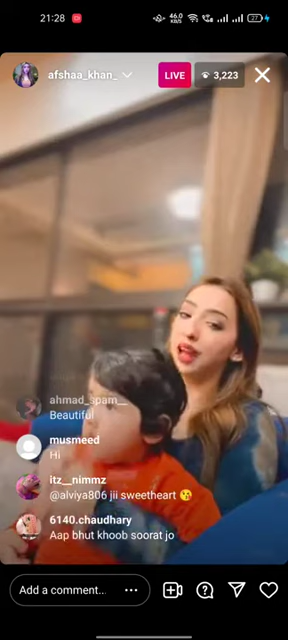 21:28
46.0
KB/S
27
afshaa_khan_
LIVE
3,223
ahmad_spam__
Beautiful
musmeed
Hi
itz__nimmz
@alviya806 jii sweetheart 😘
6140.chaudhary
Aap bhut khoob soorat jo
Add a comment...